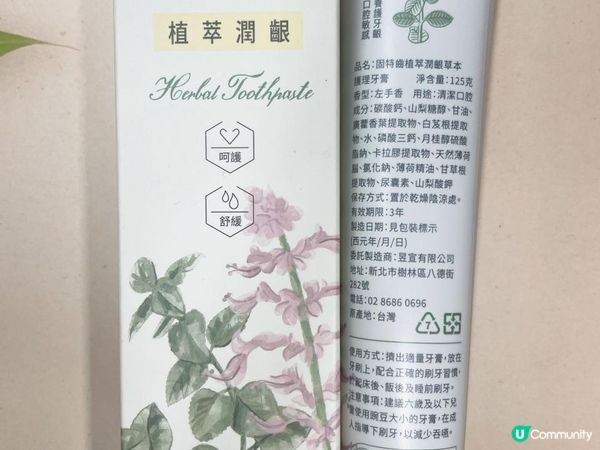 植萃潤齦
Herbal Toothpaste
呵護
舒緩
養護牙齦
口腔敏感
品名:固特齒植萃潤齦草本
護理牙膏 淨含量:125克
香型:左手香 用途:清潔口腔
成分:碳酸鈣、山梨糖醇、甘油、
廣藿香葉提取物、白芨根提取
物、水、磷酸三鈣、月桂醇硫酸
酯鈉、卡拉膠提取物、天然薄荷
腦、氯化鈉、薄荷精油、甘草根
提取物、尿囊素、山梨酸鉀
保存方式:置於乾燥陰涼處。
有效期限:3年
製造日期:見包裝標示
(西元年/月/日)
委託製造商:昱宣有限公司
地址:新北市樹林區八德街
282號
電話:02 8686 0696
原產地:台灣
7
使用方式:擠出適量牙膏,放在
牙刷上,配合正確的刷牙習慣,
於起床後、飯後及睡前刷牙。
注意事項:建議六歲及以下兒
童使用豌豆大小的牙膏,在成
人指導下刷牙,以減少吞嚥。
U Community